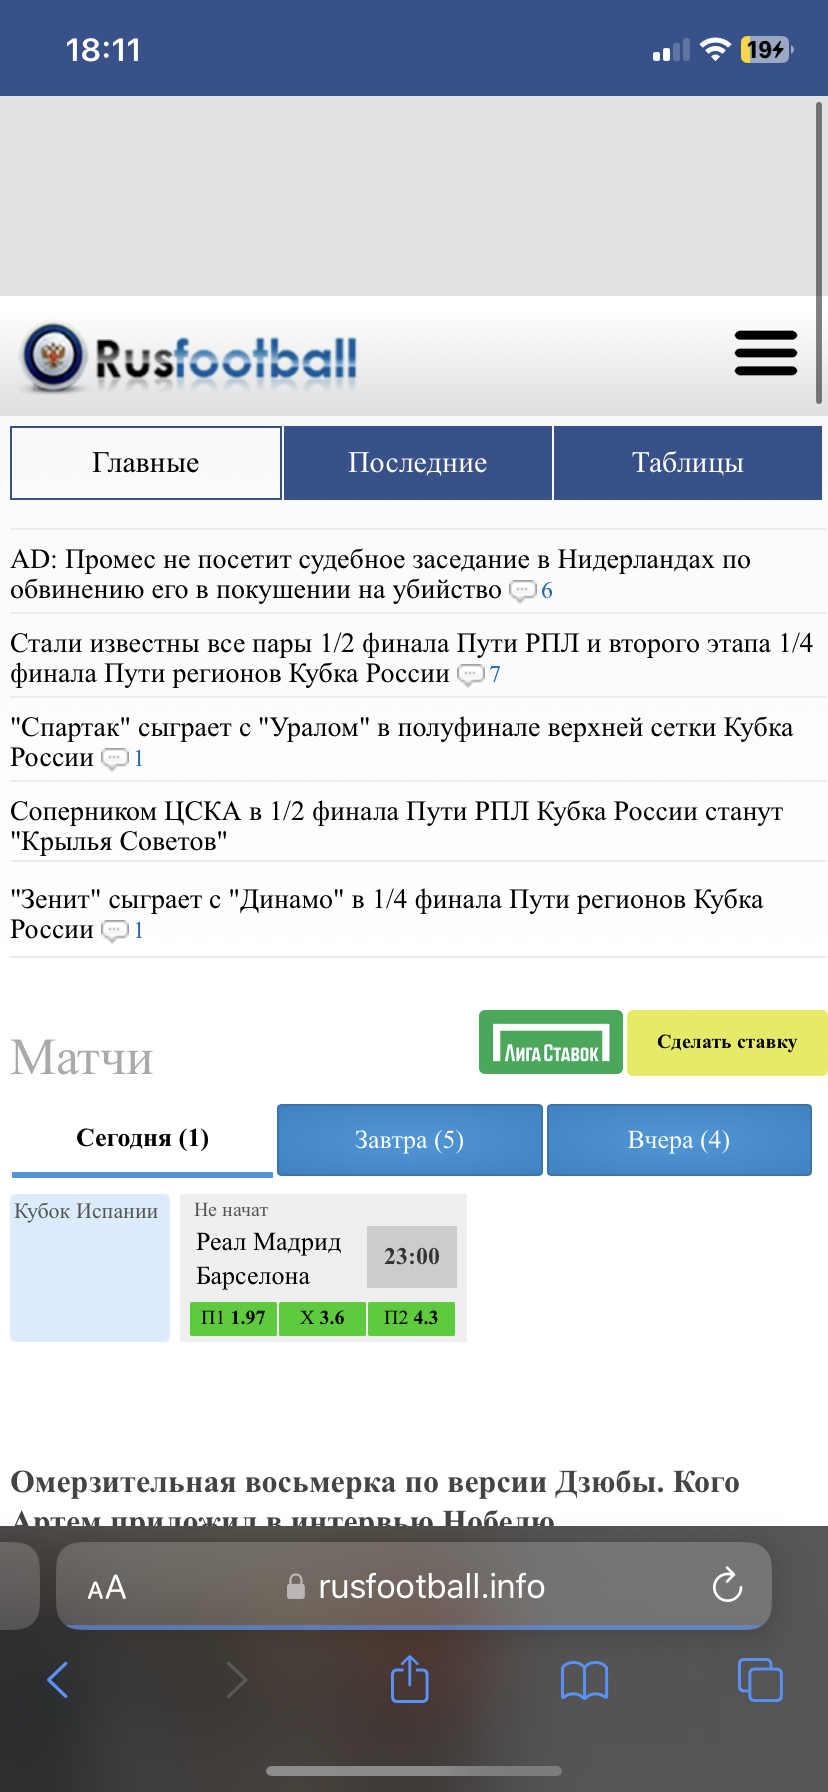 18:11
19
Rusfootball
Главные
Последние
Таблицы
AD: Промес не посетит судебное заседание в Нидерландах по
обвинению его в покушении на убийство 6
Стали известны все пары 1/2 финала Пути РПЛ и второго этапа 1/4
финала Пути регионов Кубка России 7
"Спартак" сыграет с "Уралом" в полуфинале верхней сетки Кубка
России 1
Соперником ЦСКА в 1/2 финала Пути РПЛ Кубка России станут
"Крылья Советов"
"Зенит" сыграет с "Динамо" в 1/4 финала Пути регионов Кубка
России 1
Матчи
Лига Ставок
Сделать ставку
Сегодня (1)
Завтра (5)
Вчера (4)
Кубок Испании
Не начат
Реал Мадрид
Барселона
23:00
П1 1.97
X 3.6
П2 4.3
Омерзительная восьмерка по версии Дзюбы. Кого
Артем приложил в интервью Нобелю
AA
rusfootball.info